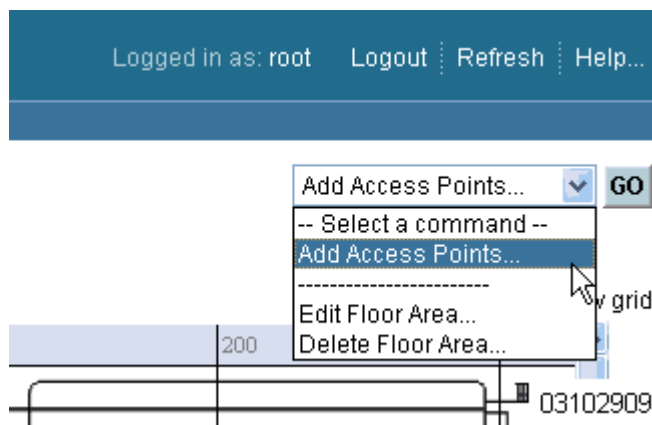 Logged in as: root Logout Refresh Help...
Add Access Points... GO
-- Select a command --
Add Access Points...
------------------------
Edit Floor Area...
grid
Delete Floor Area...
200
03102909